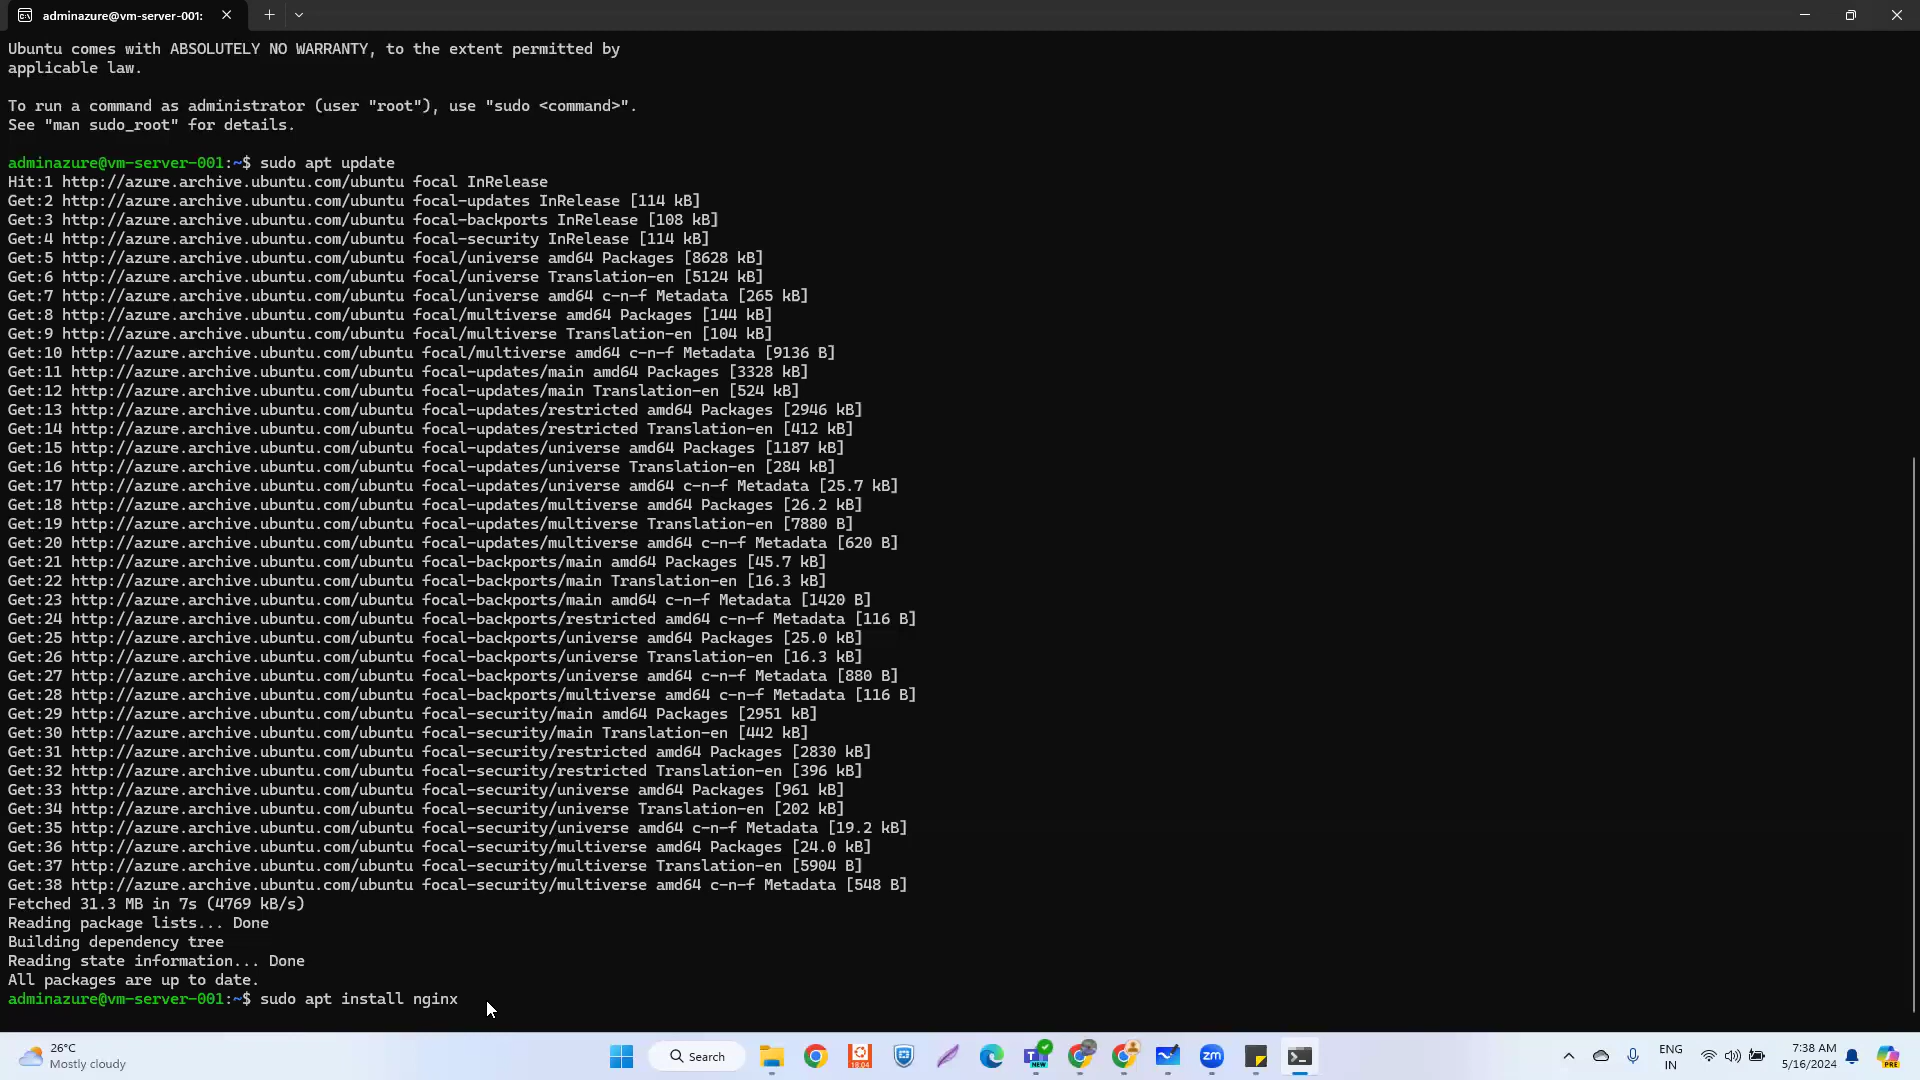 adminazure@vm-server-001:
Ubuntu comes with ABSOLUTELY NO WARRANTY, to the extent permitted by
applicable law.
To run a command as administrator (user "root"), use "sudo <command>".
See "man sudo_root" for details.
adminazure@vm-server-001:~$ sudo apt update
Hit:1 http://azure.archive.ubuntu.com/ubuntu focal InRelease
Get:2 http://azure.archive.ubuntu.com/ubuntu focal-updates InRelease [114 kB]
Get:3 http://azure.archive.ubuntu.com/ubuntu focal-backports InRelease [108 kB]
Get:4 http://azure.archive.ubuntu.com/ubuntu focal-security InRelease [114 kB]
Get:5 http://azure.archive.ubuntu.com/ubuntu focal/universe amd64 Packages [8628 kB]
Get:6 http://azure.archive.ubuntu.com/ubuntu focal/universe Translation-en [5124 kB]
Get:7 http://azure.archive.ubuntu.com/ubuntu focal/universe amd64 c-n-f Metadata [265 kB]
Get:8 http://azure.archive.ubuntu.com/ubuntu focal/multiverse amd64 Packages [144 kB]
Get:9 http://azure.archive.ubuntu.com/ubuntu focal/multiverse Translation-en [104 kB]
Get:10 http://azure.archive.ubuntu.com/ubuntu focal/multiverse amd64 c-n-f Metadata [9136 B]
Get:11 http://azure.archive.ubuntu.com/ubuntu focal-updates/main amd64 Packages [3328 kB]
Get:12 http://azure.archive.ubuntu.com/ubuntu focal-updates/main Translation-en [524 kB]
Get:13 http://azure.archive.ubuntu.com/ubuntu focal-updates/restricted amd64 Packages [2946 kB]
Get:14 http://azure.archive.ubuntu.com/ubuntu focal-updates/restricted Translation-en [412 kB]
Get:15 http://azure.archive.ubuntu.com/ubuntu focal-updates/universe amd64 Packages [1187 kB]
Get:16 http://azure.archive.ubuntu.com/ubuntu focal-updates/universe Translation-en [284 kB]
Get:17 http://azure.archive.ubuntu.com/ubuntu focal-updates/universe amd64 c-n-f Metadata [25.7 kB]
Get:18 http://azure.archive.ubuntu.com/ubuntu focal-updates/multiverse amd64 Packages [26.2 kB]
Get:19 http://azure.archive.ubuntu.com/ubuntu focal-updates/multiverse Translation-en [7880 B]
Get:20 http://azure.archive.ubuntu.com/ubuntu focal-updates/multiverse amd64 c-n-f Metadata [620 B]
Get:21 http://azure.archive.ubuntu.com/ubuntu focal-backports/main amd64 Packages [45.7 kB]
Get:22 http://azure.archive.ubuntu.com/ubuntu focal-backports/main Translation-en [16.3 kB]
Get:23 http://azure.archive.ubuntu.com/ubuntu focal-backports/main amd64 c-n-f Metadata [1420 B]
Get:24 http://azure.archive.ubuntu.com/ubuntu focal-backports/restricted amd64 c-n-f Metadata [116 B]
Get:25 http://azure.archive.ubuntu.com/ubuntu focal-backports/universe amd64 Packages [25.0 kB]
Get:26 http://azure.archive.ubuntu.com/ubuntu focal-backports/universe Translation-en [16.3 kB]
Get:27 http://azure.archive.ubuntu.com/ubuntu focal-backports/universe amd64 c-n-f Metadata [880 B]
Get:28 http://azure.archive.ubuntu.com/ubuntu focal-backports/multiverse amd64 c-n-f Metadata [116 B]
Get:29 http://azure.archive.ubuntu.com/ubuntu focal-security/main amd64 Packages [2951 kB]
Get:30 http://azure.archive.ubuntu.com/ubuntu focal-security/main Translation-en [442 kB]
Get:31 http://azure.archive.ubuntu.com/ubuntu focal-security/restricted amd64 Packages [2830 kB]
Get:32 http://azure.archive.ubuntu.com/ubuntu focal-security/restricted Translation-en [396 kB]
Get:33 http://azure.archive.ubuntu.com/ubuntu focal-security/universe amd64 Packages [961 kB]
Get:34 http://azure.archive.ubuntu.com/ubuntu focal-security/universe Translation-en [202 kB]
Get:35 http://azure.archive.ubuntu.com/ubuntu focal-security/universe amd64 c-n-f Metadata [19.2 kB]
Get:36 http://azure.archive.ubuntu.com/ubuntu focal-security/multiverse amd64 Packages [24.0 kB]
Get:37 http://azure.archive.ubuntu.com/ubuntu focal-security/multiverse Translation-en [5904 B]
Get:38 http://azure.archive.ubuntu.com/ubuntu focal-security/multiverse amd64 c-n-f Metadata [548 B]
Fetched 31.3 MB in 7s (4769 kB/s)
Reading package lists... Done
Building dependency tree
Reading state information... Done
All packages are up to date.
adminazure@vm-server-001:~$ sudo apt install nginx
26°C
Mostly cloudy
Search
18.04
NEW
zm
ENG
IN
7:38 AM
5/16/2024
PRE